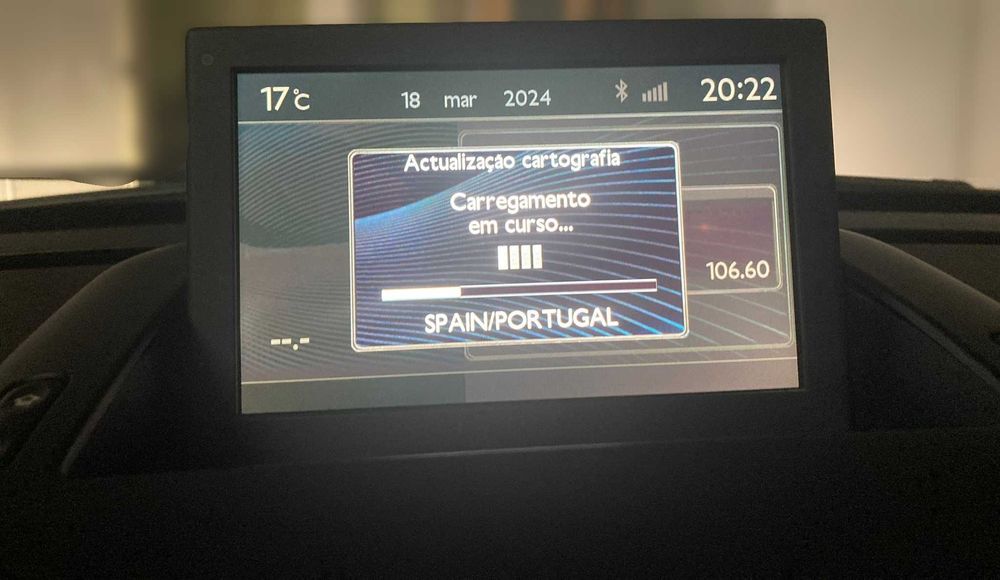 17°C 18 mar 2024 20:22
Actualização cartografia
Carregamento
em curso...
106.60
SPAIN/PORTUGAL
--.-